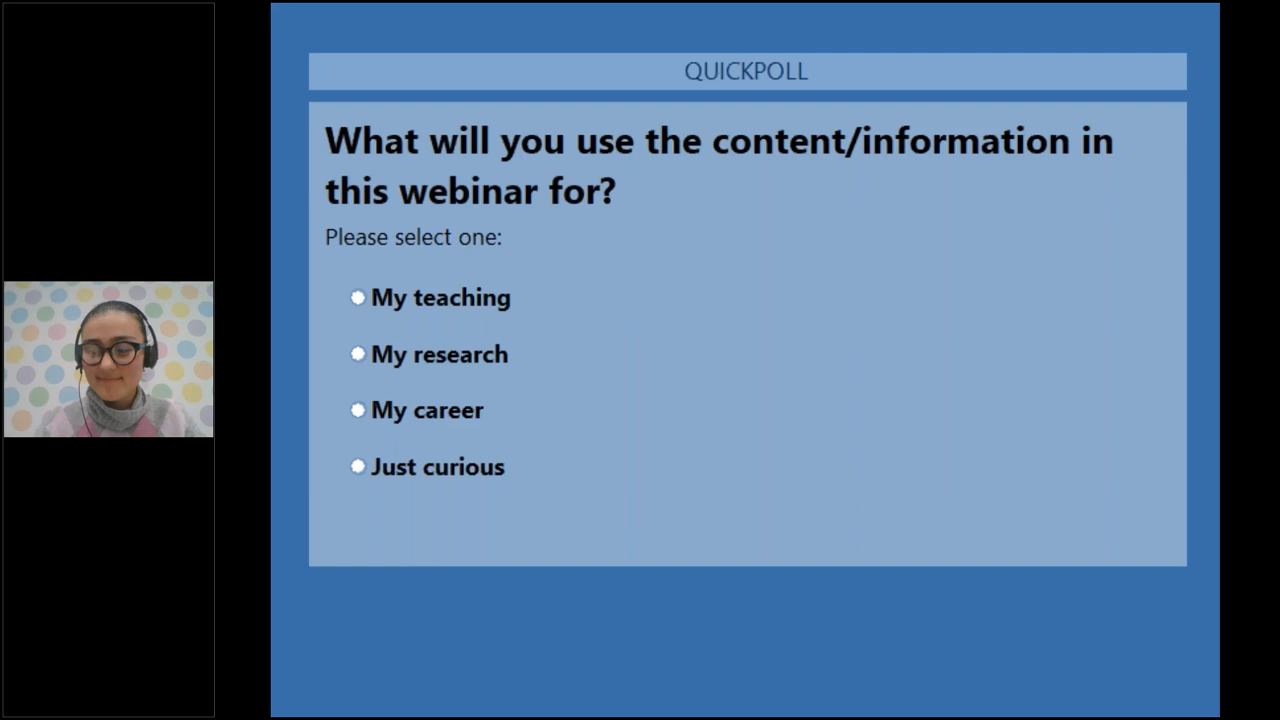 QUICKPOLL
What will you use the content/information in
this webinar for?
Please select one:
My teaching
My research
My career
Just curious